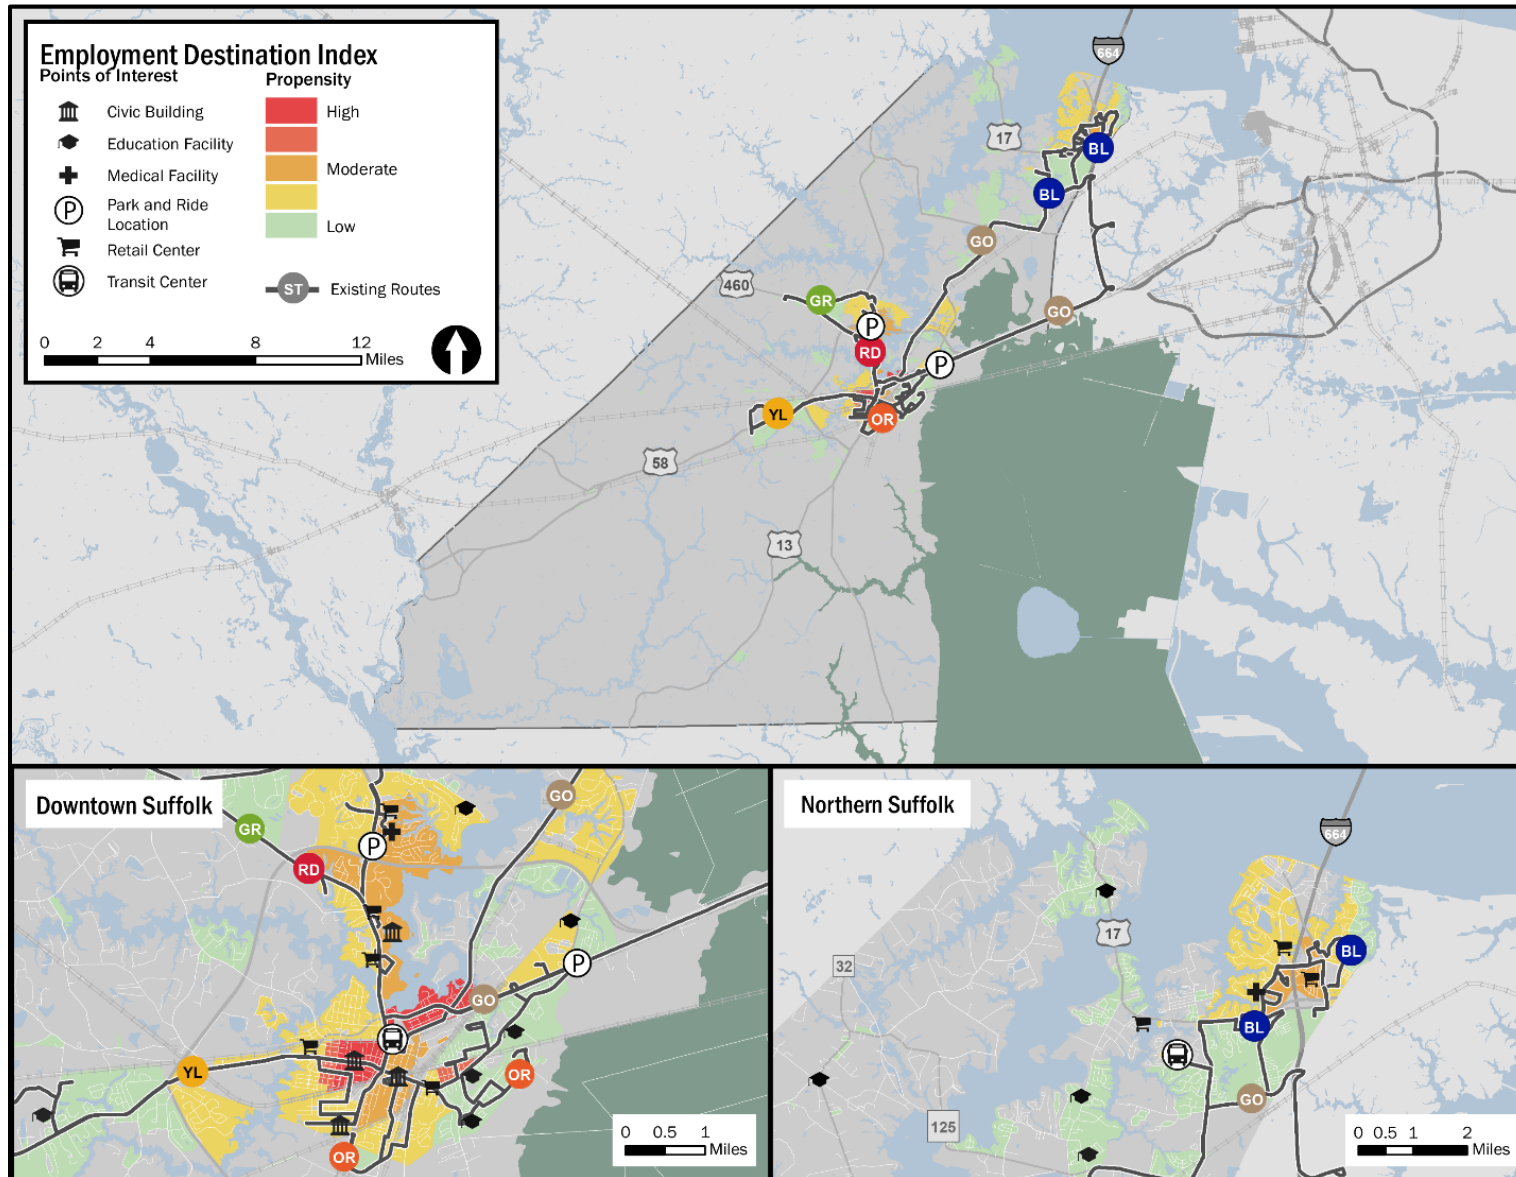 Employment Destination Index
Points of Interest
Propensity
Civic Building
High
Education Facility
Medical Facility
Moderate
Park and Ride
Location
Retail Center
Low
Transit Center
ST
Existing Routes
0 2 4 8 12
Miles
664
17
BL
BL
GO
460
GR
GO
P
RD
P
YL
OR
58
13
Downtown Suffolk
GO
GR
P
RD
P
GO
YL
OR
OR
0 0.5 1
Miles
Northern Suffolk
664
17
32
BL
BL
GO
125
0 0.5 1 2
Miles